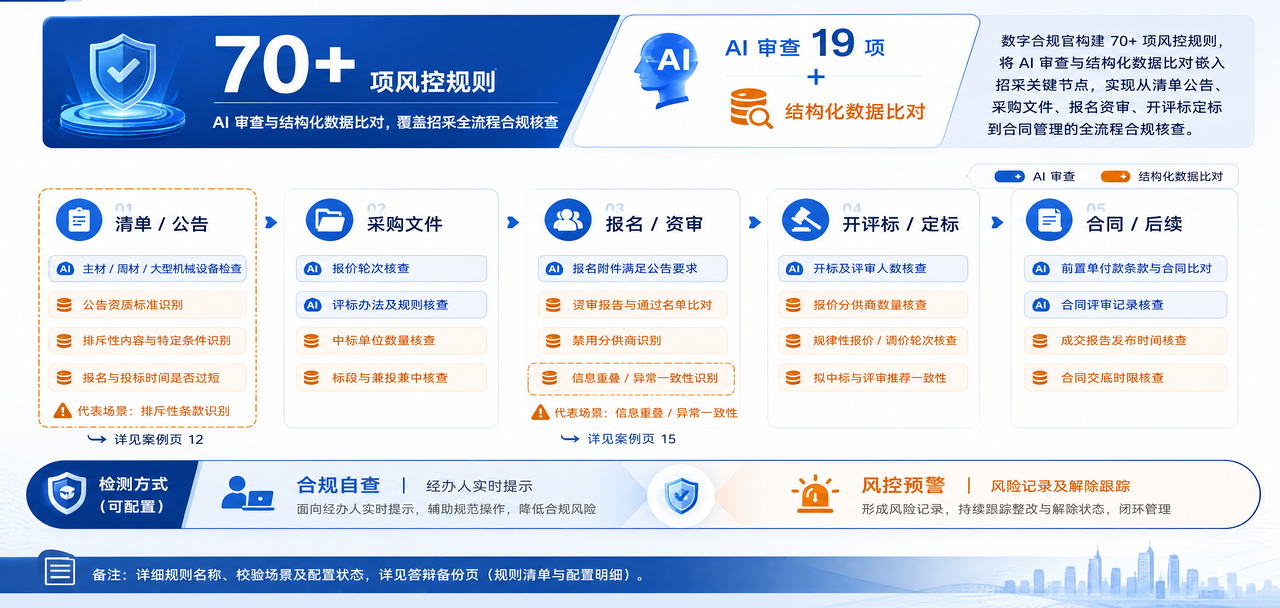 70+ 项风控规则
AI 审查与结构化数据比对，覆盖招采全流程合规核查
AI
AI 审查 19 项
+
结构化数据比对
数字合规官构建 70+ 项风控规则，
将 AI 审查与结构化数据比对嵌入
招采关键节点，实现从清单公告、
采购文件、报名资审、开评标定标
到合同管理的全流程合规核查。
AI 审查
结构化数据比对
01
清单 / 公告
AI 主材 / 周材 / 大型机械设备检查
公告资质标准识别
排斥性内容与特定条件识别
报名与投标时间是否过短
代表场景：排斥性条款识别
详见案例页 12
02
采购文件
AI 报价轮次核查
AI 评标办法及规则核查
中标单位数量核查
标段与兼投兼中核查
03
报名 / 资审
AI 报名附件满足公告要求
资审报告与通过名单比对
禁用分供商识别
信息重叠 / 异常一致性识别
代表场景：信息重叠 / 异常一致性
详见案例页 15
04
开评标 / 定标
AI 开标及评审人数核查
报价分供商数量核查
规律性报价 / 调价轮次核查
拟中标与评审推荐一致性
05
合同 / 后续
AI 前置单付款条款与合同比对
AI 合同评审记录核查
成交报告发布时间核查
合同交底时限核查
检测方式
（可配置）
合规自查 | 经办人实时提示
面向经办人实时提示，辅助规范操作，降低合规风险
风控预警 | 风险记录及解除跟踪
形成风险记录，持续跟踪整改与解除状态，闭环管理
备注：详细规则名称、校验场景及配置状态，详见答辩备份页（规则清单与配置明细）。